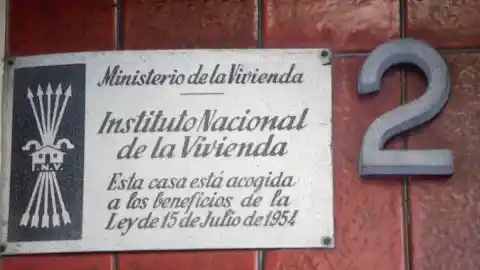 Ministerio de la Vivienda
Instituto Nacional
de la Vivienda
Esta casa está acogida
a los beneficios de la
Ley de 15 de Julio de 1954
I.N.V.
2